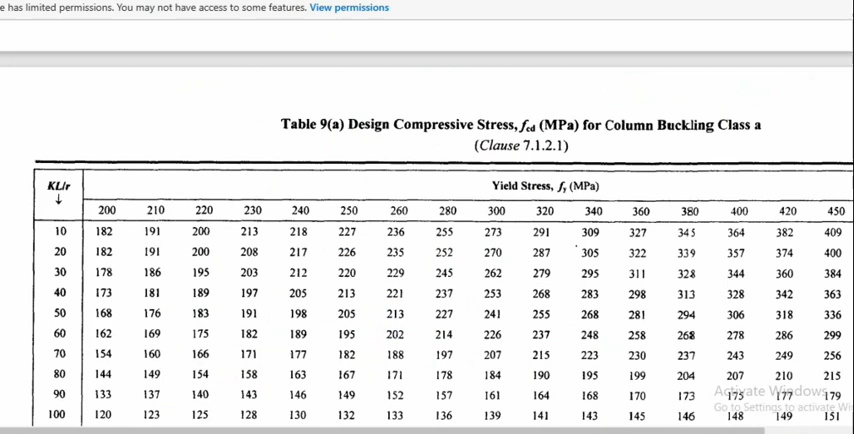 e has limited permissions. You may not have access to some features. View permissions
Table 9(a) Design Compressive Stress, fcd (MPa) for Column Buckling Class a
(Clause 7.1.2.1)
KL/r Yield Stress, fy (MPa)
↓
200 210 220 230 240 250 260 280 300 320 340 360 380 400 420 450
10 182 191 200 213 218 227 236 255 273 291 309 327 345 364 382 409
20 182 191 200 208 217 226 235 252 270 287 305 322 339 357 374 400
30 178 186 195 203 212 220 229 245 262 279 295 311 328 344 360 384
40 173 181 189 197 205 213 221 237 253 268 283 298 313 328 342 363
50 168 176 183 191 198 205 213 227 241 255 268 281 294 306 318 336
60 162 169 175 182 189 195 202 214 226 237 248 258 268 278 286 299
70 154 160 166 171 177 182 188 197 207 215 223 230 237 243 249 256
80 144 149 154 158 163 167 171 178 184 190 195 199 204 207 210 215
90 133 137 140 143 146 149 152 157 161 164 168 170 173 175 177 179
100 120 123 125 128 130 132 133 136 139 141 143 145 146 148 149 151
Activate Windows
Go to Settings to activate Wi